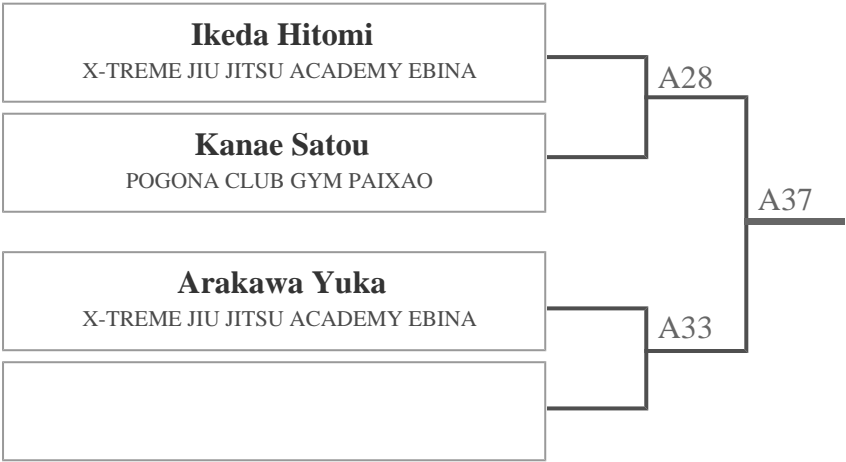 Ikeda Hitomi
X-TREME JIU JITSU ACADEMY EBINA
A28
Kanae Satou
POGONA CLUB GYM PAIXAO
A37
Arakawa Yuka
X-TREME JIU JITSU ACADEMY EBINA
A33